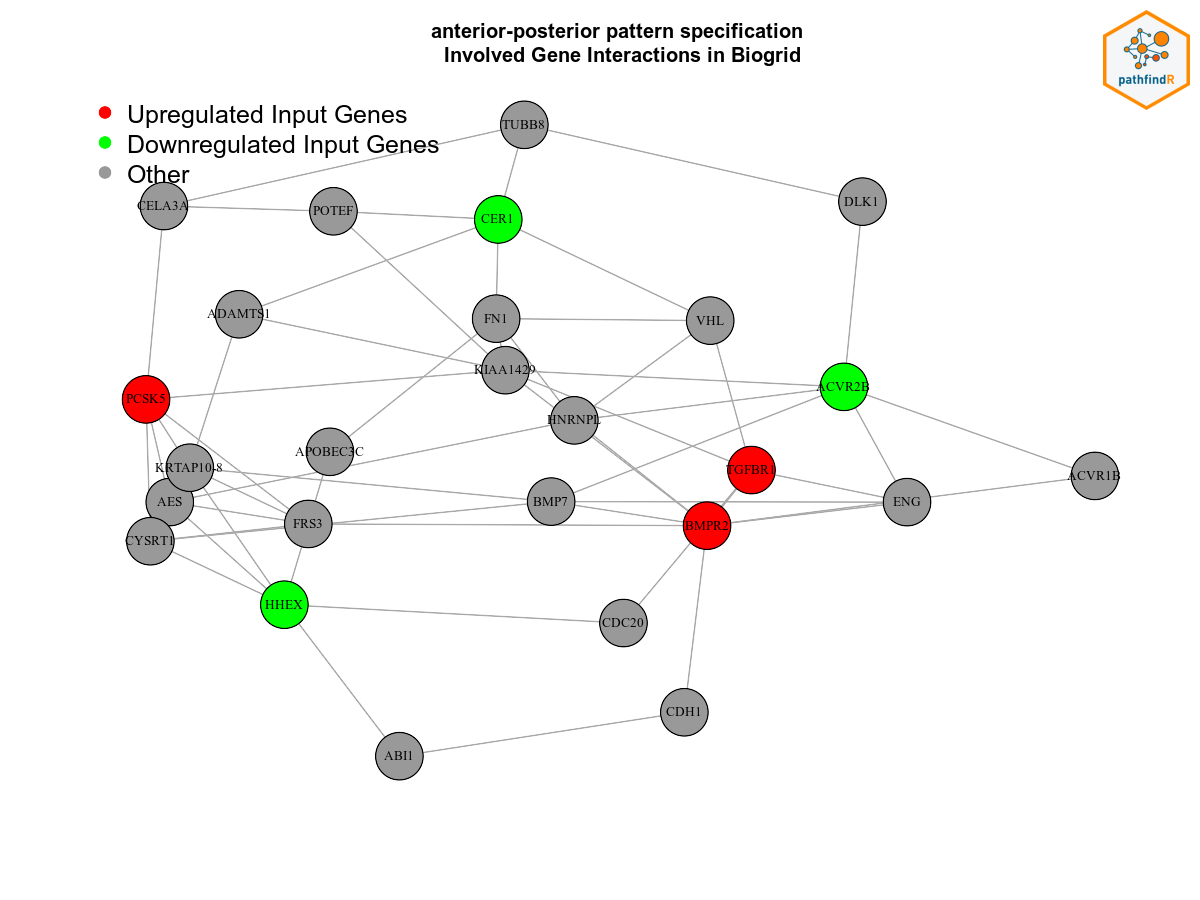 anterior-posterior pattern specification
Involved Gene Interactions in Biogrid
pathfindR
Upregulated Input Genes
Downregulated Input Genes
Other
TUBB8
CELA3A
POTEF
CER1
DLK1
ADAMTS1
FN1
VHL
KIAA1429
ACVR2B
PCSK5
HNRNPL
APOBEC3C
KRTAP10-8
TGFBR1
ACVR1B
AES
BMP7
ENG
FRS3
BMPR2
CYSRT1
HHEX
CDC20
CDH1
ABI1